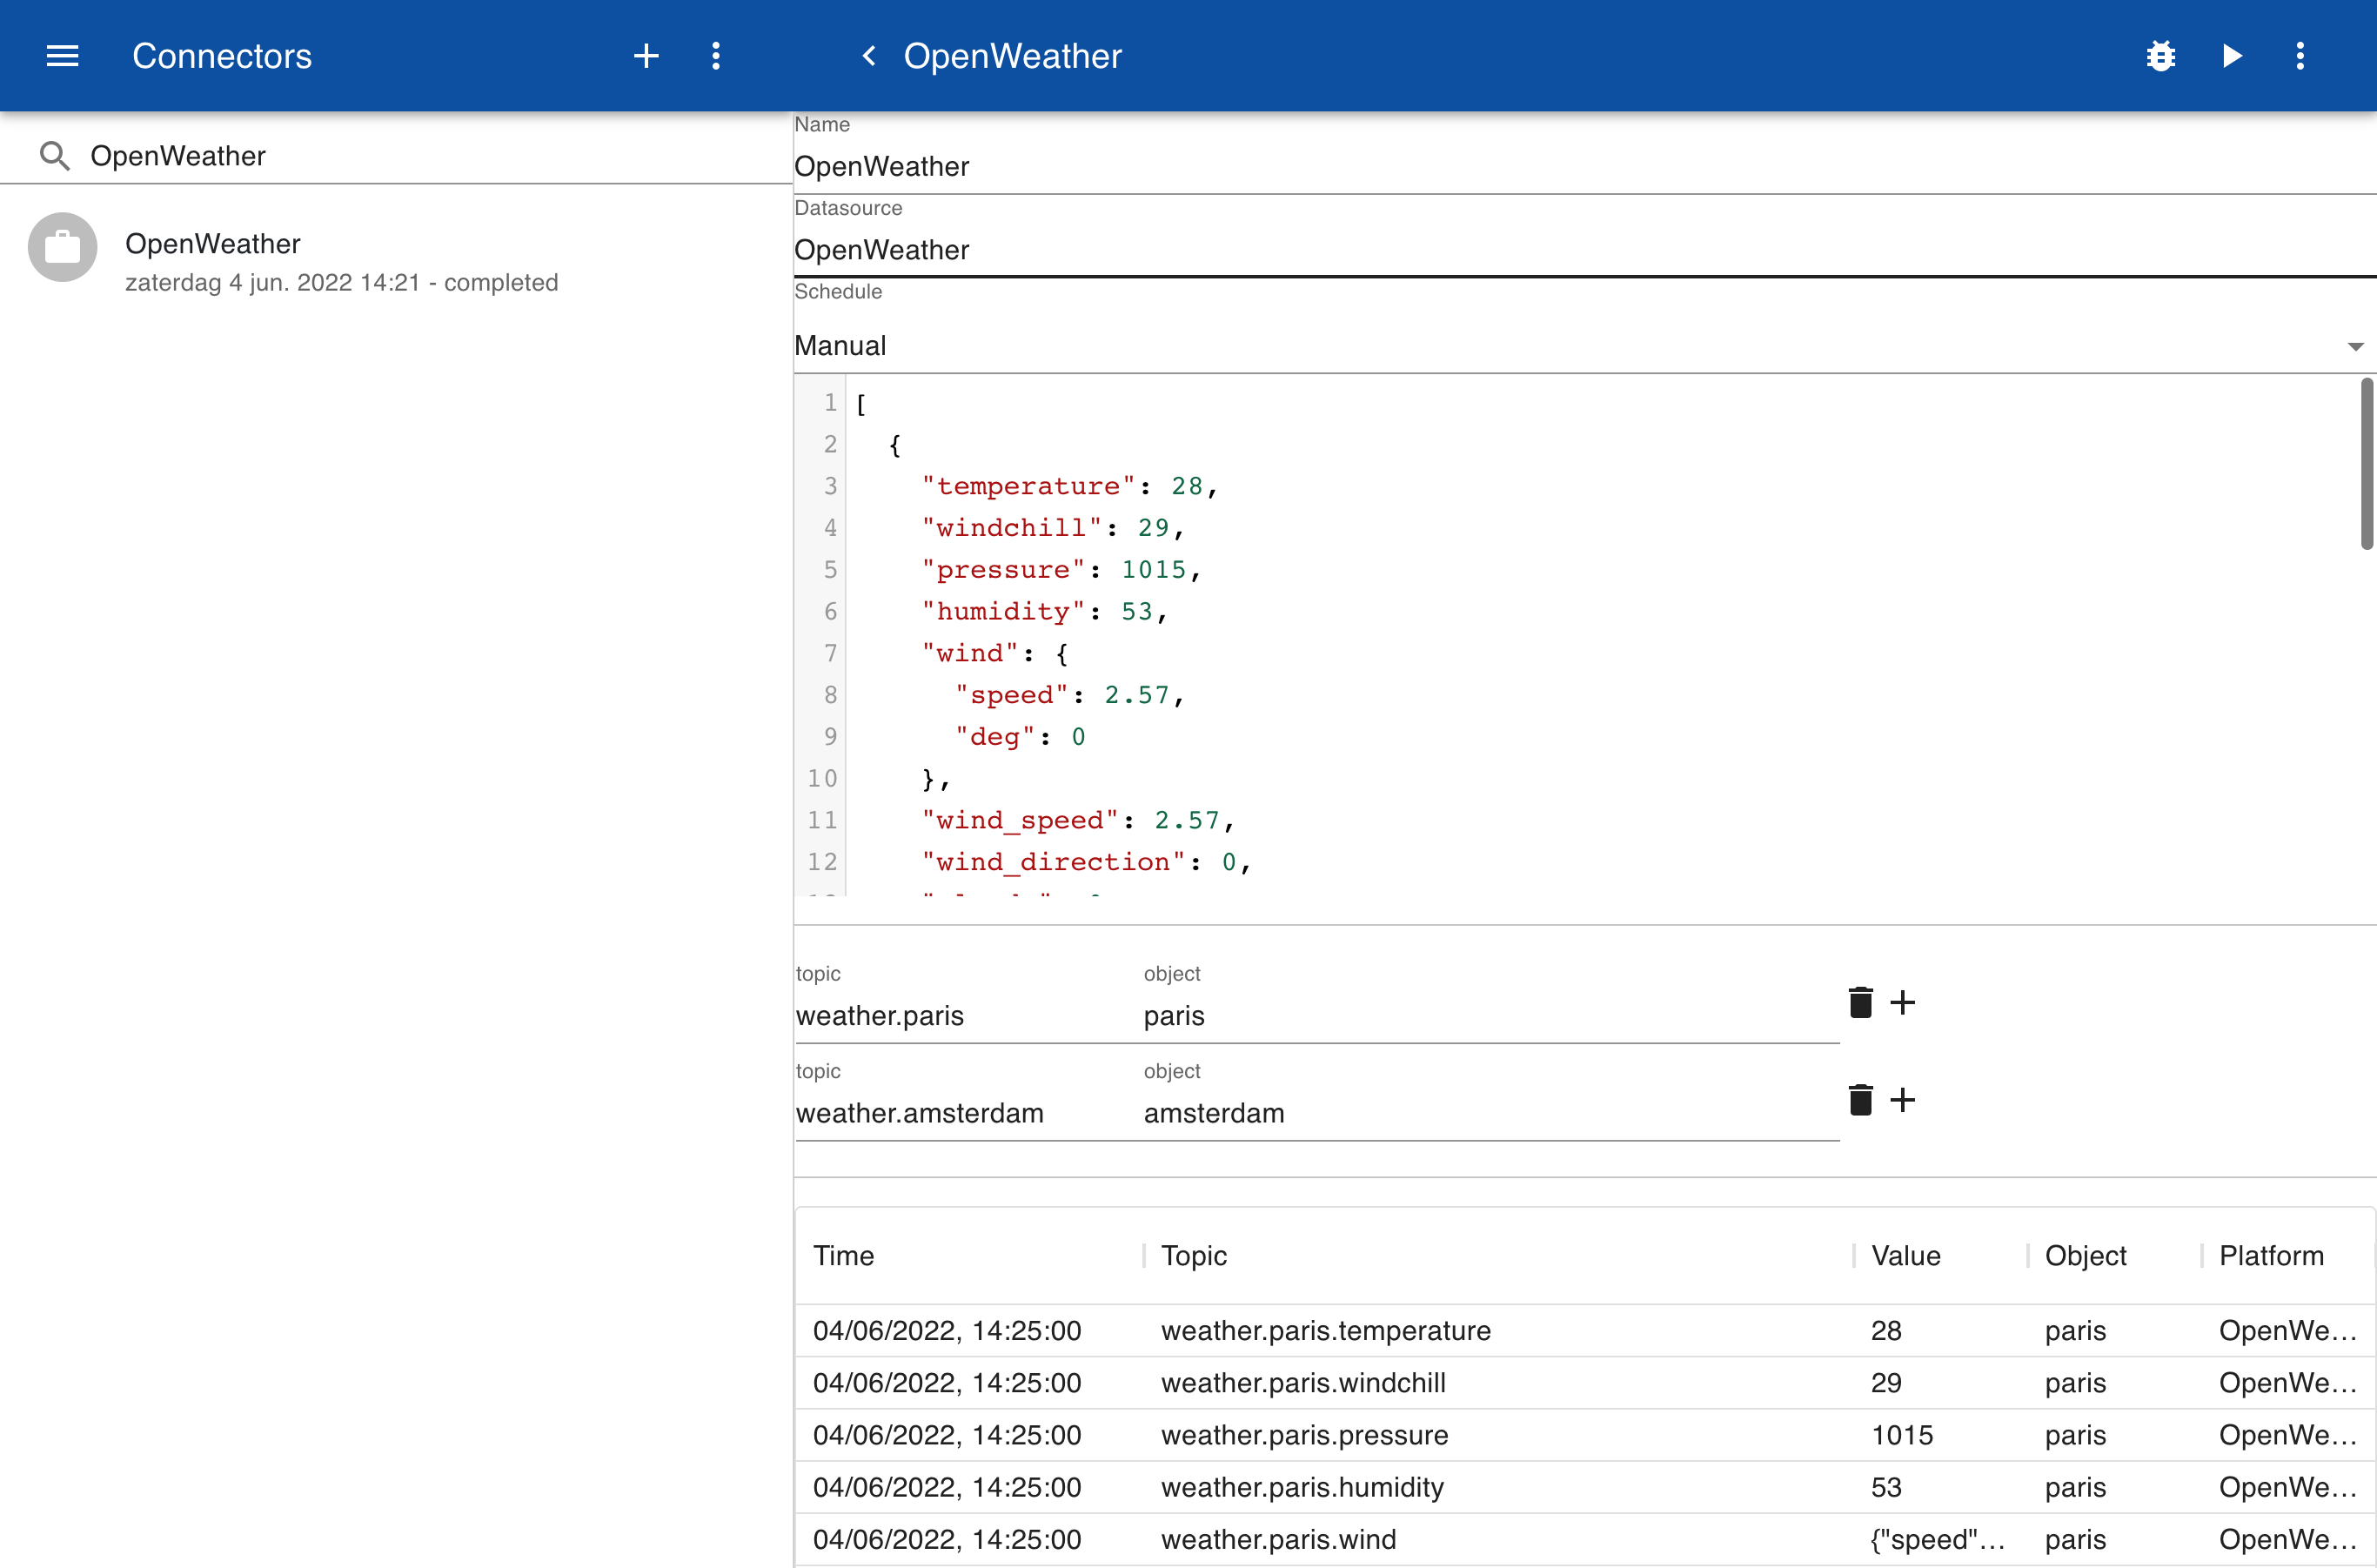 Connectors
OpenWeather
OpenWeather
OpenWeather
zaterdag 4 jun. 2022 14:21 - completed
Name
OpenWeather
Datasource
OpenWeather
Schedule
Manual
1 [
2 {
3 "temperature": 28,
4 "windchill": 29,
5 "pressure": 1015,
6 "humidity": 53,
7 "wind": {
8 "speed": 2.57,
9 "deg": 0
10 },
11 "wind_speed": 2.57,
12 "wind_direction": 0,
topic object
weather.paris paris
topic object
weather.amsterdam amsterdam
Time Topic Value Object Platform
04/06/2022, 14:25:00 weather.paris.temperature 28 paris OpenWe...
04/06/2022, 14:25:00 weather.paris.windchill 29 paris OpenWe...
04/06/2022, 14:25:00 weather.paris.pressure 1015 paris OpenWe...
04/06/2022, 14:25:00 weather.paris.humidity 53 paris OpenWe...
04/06/2022, 14:25:00 weather.paris.wind {"speed"... paris OpenWe...